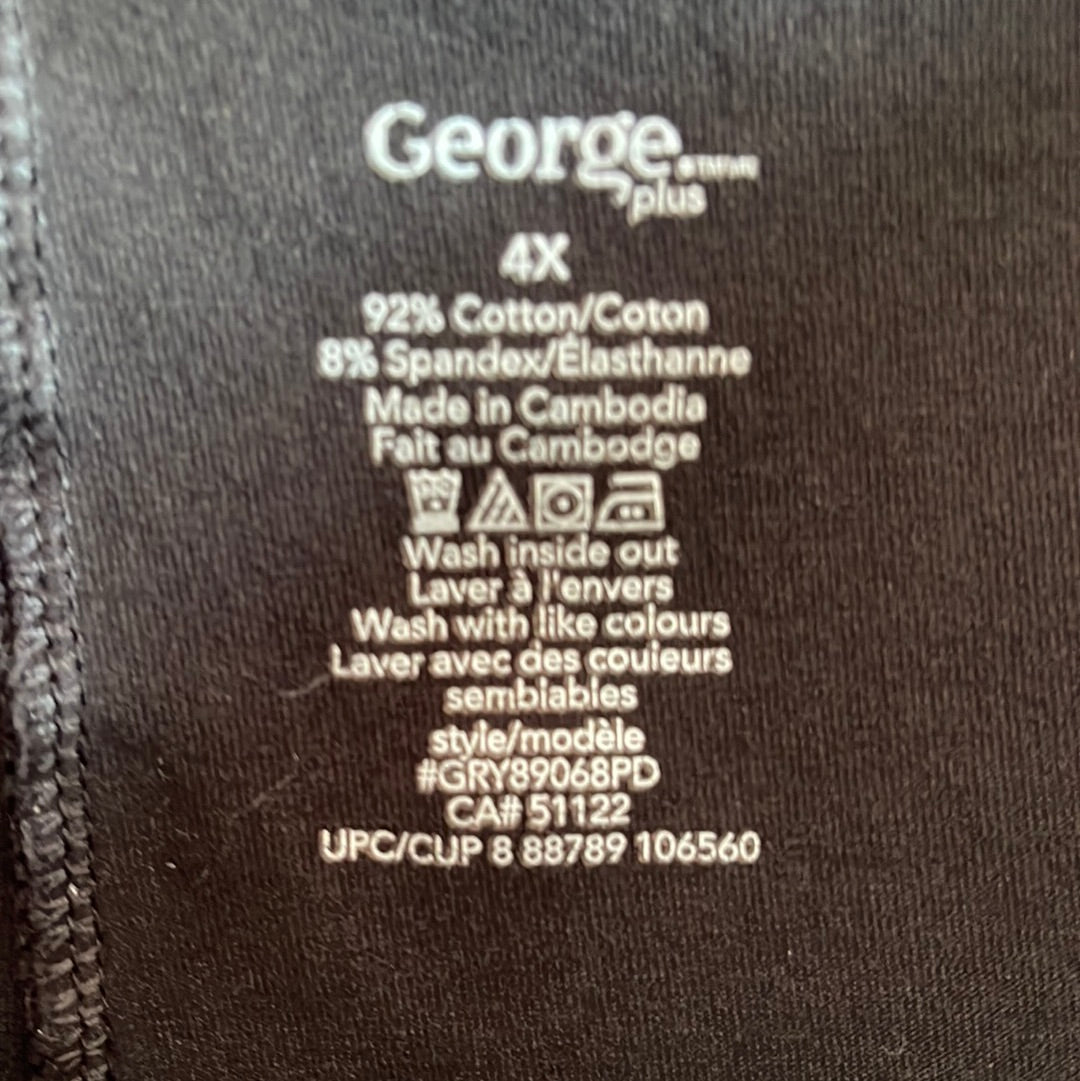 George
plus
4X
92% Cotton/Coton
8% Spandex/Élasthanne
Made in Cambodia
Fait au Cambodge
Wash inside out
Laver à l'envers
Wash with like colours
Laver avec des couleurs
semblables
style/modèle
#GRY89068PD
CA# 51122
UPC/CUP 8 88789 106560